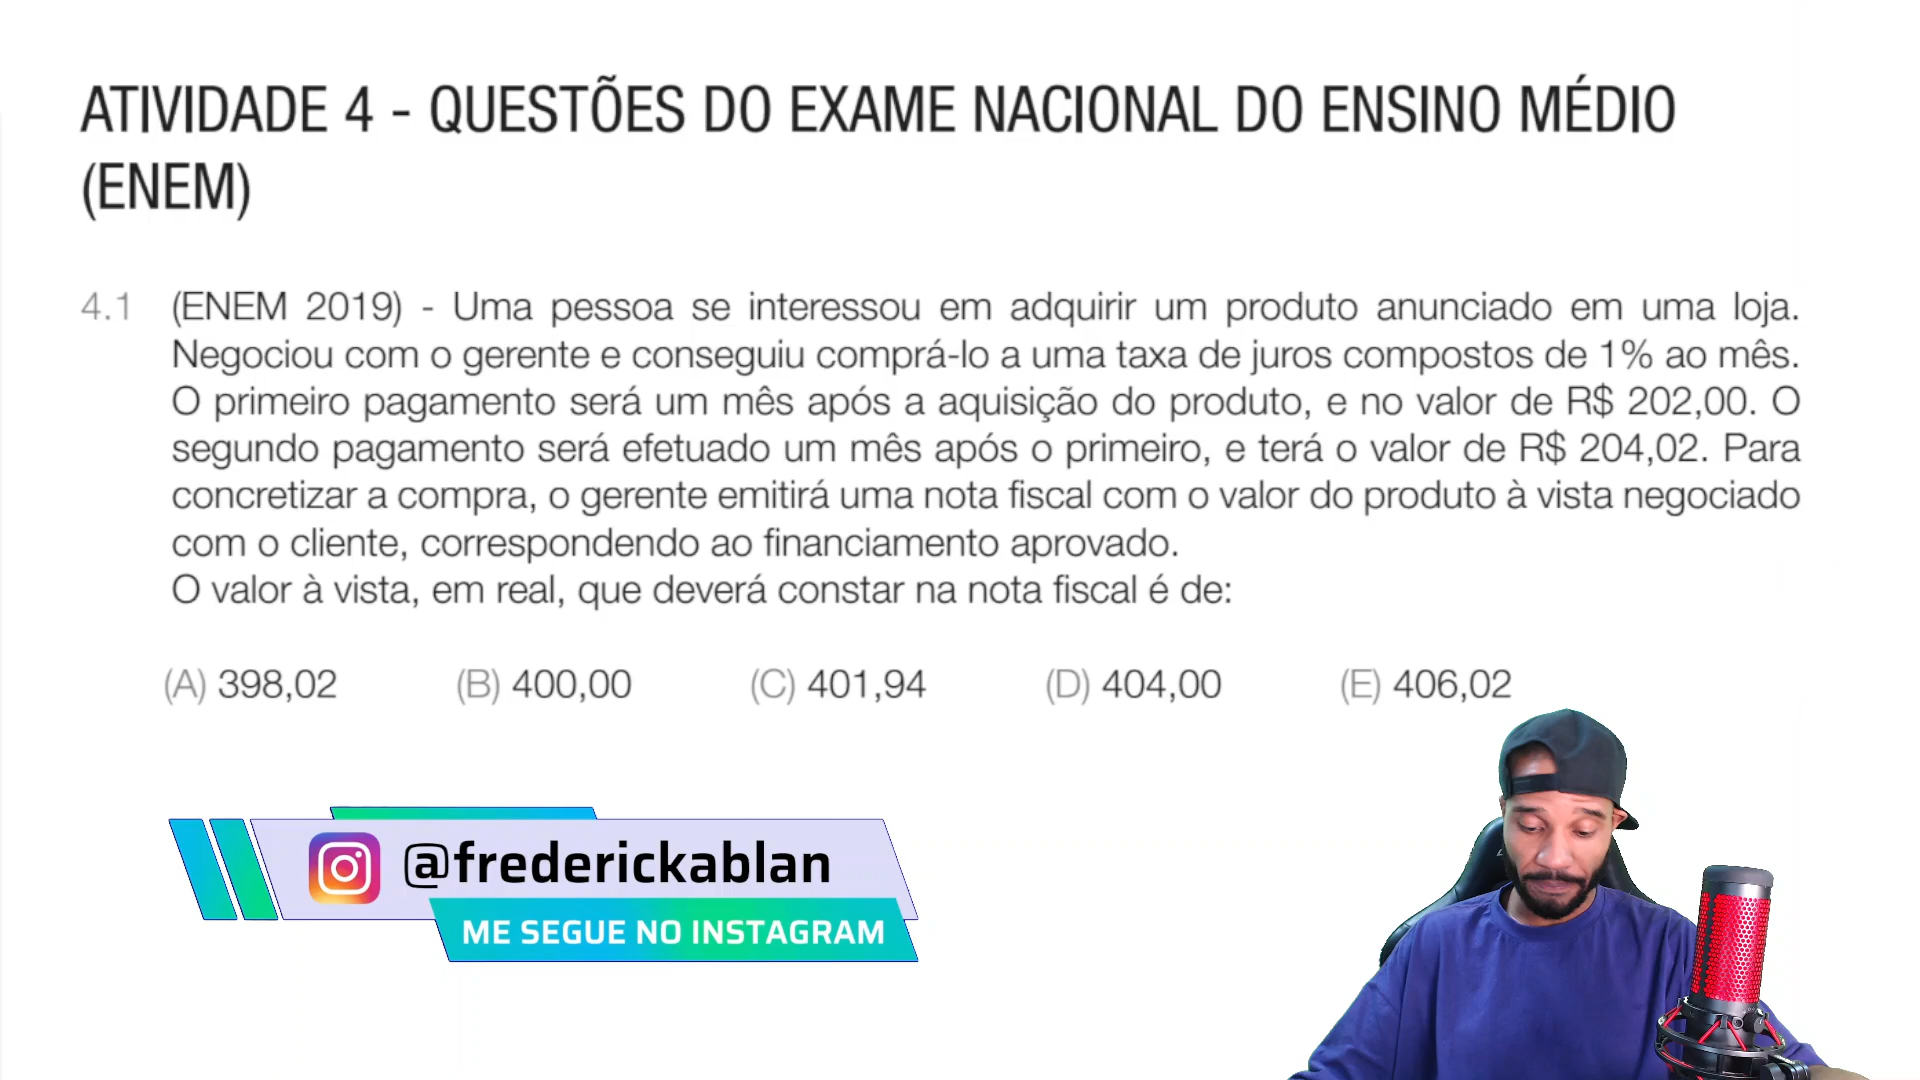 ATIVIDADE 4 - QUESTÕES DO EXAME NACIONAL DO ENSINO MÉDIO
(ENEM)
4.1 (ENEM 2019) - Uma pessoa se interessou em adquirir um produto anunciado em uma loja.
Negociou com o gerente e conseguiu comprá-lo a uma taxa de juros compostos de 1% ao mês.
O primeiro pagamento será um mês após a aquisição do produto, e no valor de R$ 202,00. O
segundo pagamento será efetuado um mês após o primeiro, e terá o valor de R$ 204,02. Para
concretizar a compra, o gerente emitirá uma nota fiscal com o valor do produto à vista negociado
com o cliente, correspondendo ao financiamento aprovado.
O valor à vista, em real, que deverá constar na nota fiscal é de:
(A) 398,02 (B) 400,00 (C) 401,94 (D) 404,00 (E) 406,02
@frederickablan
ME SEGUE NO INSTAGRAM